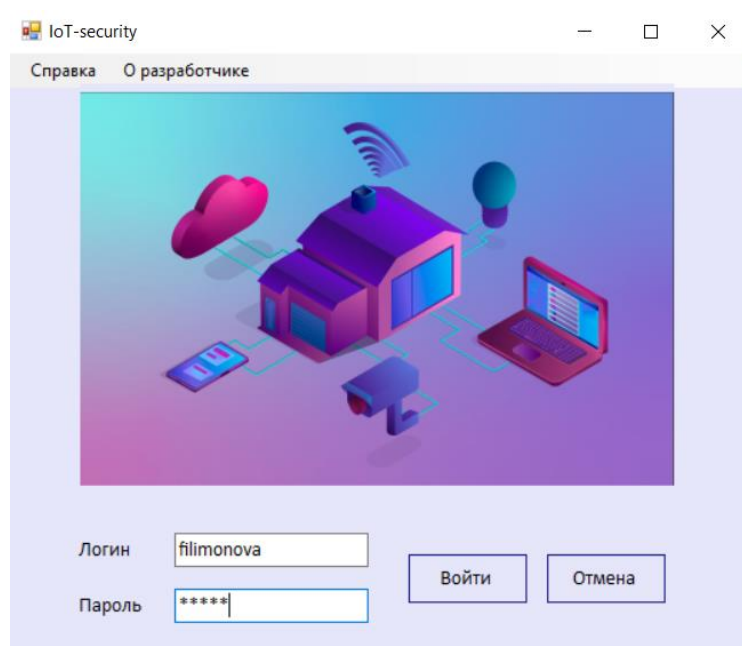 IoT-security
Справка О разработчике
Логин filimonova
Пароль *****
Войти Отмена